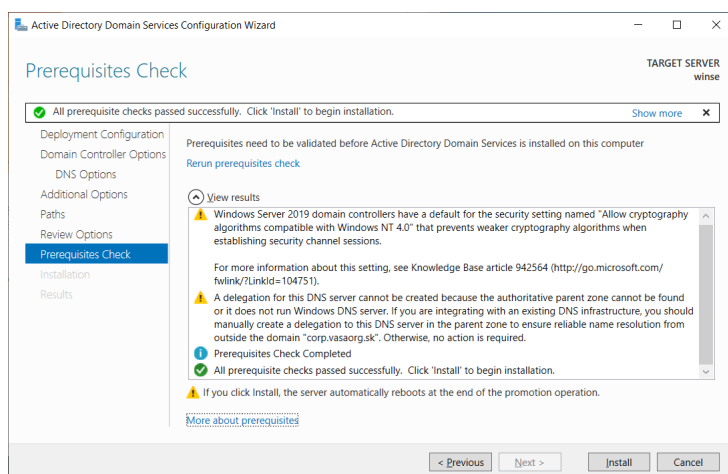 Active Directory Domain Services Configuration Wizard
Prerequisites Check
TARGET SERVER
winse
All prerequisite checks passed successfully. Click 'Install' to begin installation.
Show more
Deployment Configuration
Domain Controller Options
DNS Options
Additional Options
Paths
Review Options
Prerequisites Check
Installation
Results
Prerequisites need to be validated before Active Directory Domain Services is installed on this computer
Rerun prerequisites check
View results
Windows Server 2019 domain controllers have a default for the security setting named "Allow cryptography
algorithms compatible with Windows NT 4.0" that prevents weaker cryptography algorithms when
establishing security channel sessions.
For more information about this setting, see Knowledge Base article 942564 (http://go.microsoft.com/
fwlink/?LinkId=104751).
A delegation for this DNS server cannot be created because the authoritative parent zone cannot be found
or it does not run Windows DNS server. If you are integrating with an existing DNS infrastructure, you should
manually create a delegation to this DNS server in the parent zone to ensure reliable name resolution from
outside the domain "corp.vasaorg.sk". Otherwise, no action is required.
Prerequisites Check Completed
All prerequisite checks passed successfully. Click 'Install' to begin installation.
If you click Install, the server automatically reboots at the end of the promotion operation.
More about prerequisites
< Previous
Next >
Install
Cancel